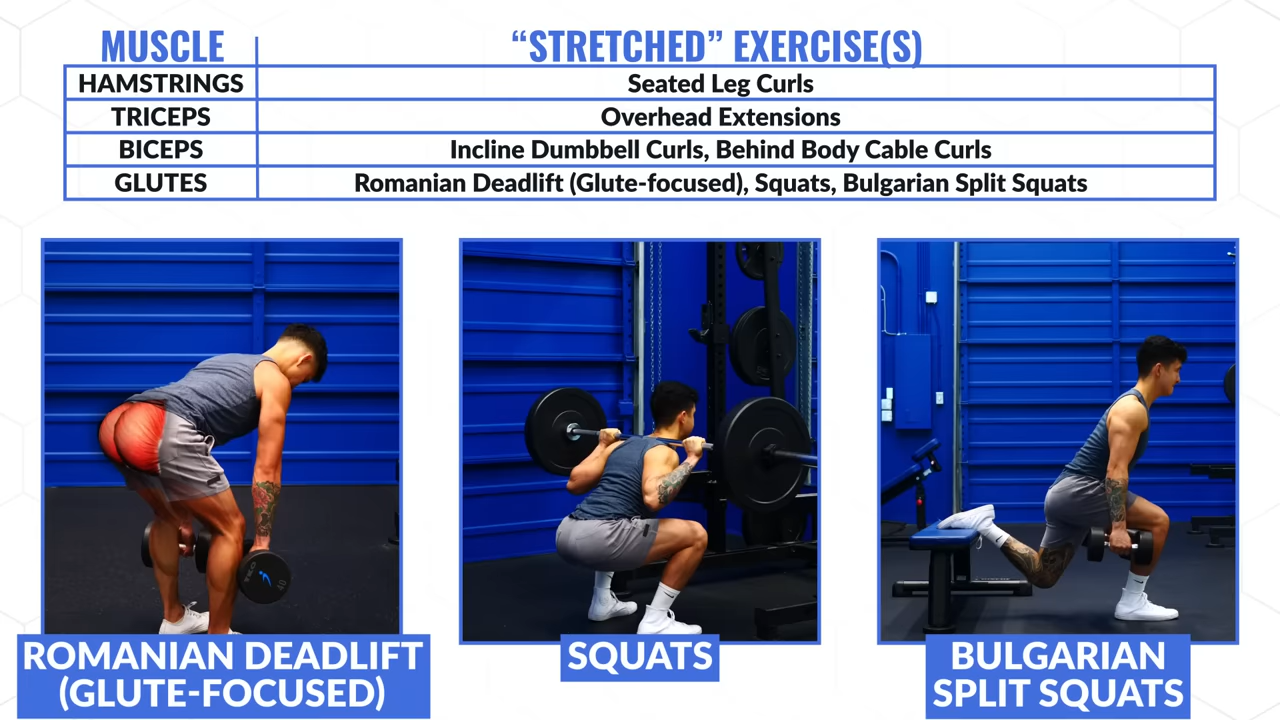 MUSCLE
“STRETCHED” EXERCISE(S)
HAMSTRINGS
Seated Leg Curls
TRICEPS
Overhead Extensions
BICEPS
Incline Dumbbell Curls, Behind Body Cable Curls
GLUTES
Romanian Deadlift (Glute-focused), Squats, Bulgarian Split Squats
ROMANIAN DEADLIFT
(GLUTE-FOCUSED)
SQUATS
BULGARIAN
SPLIT SQUATS